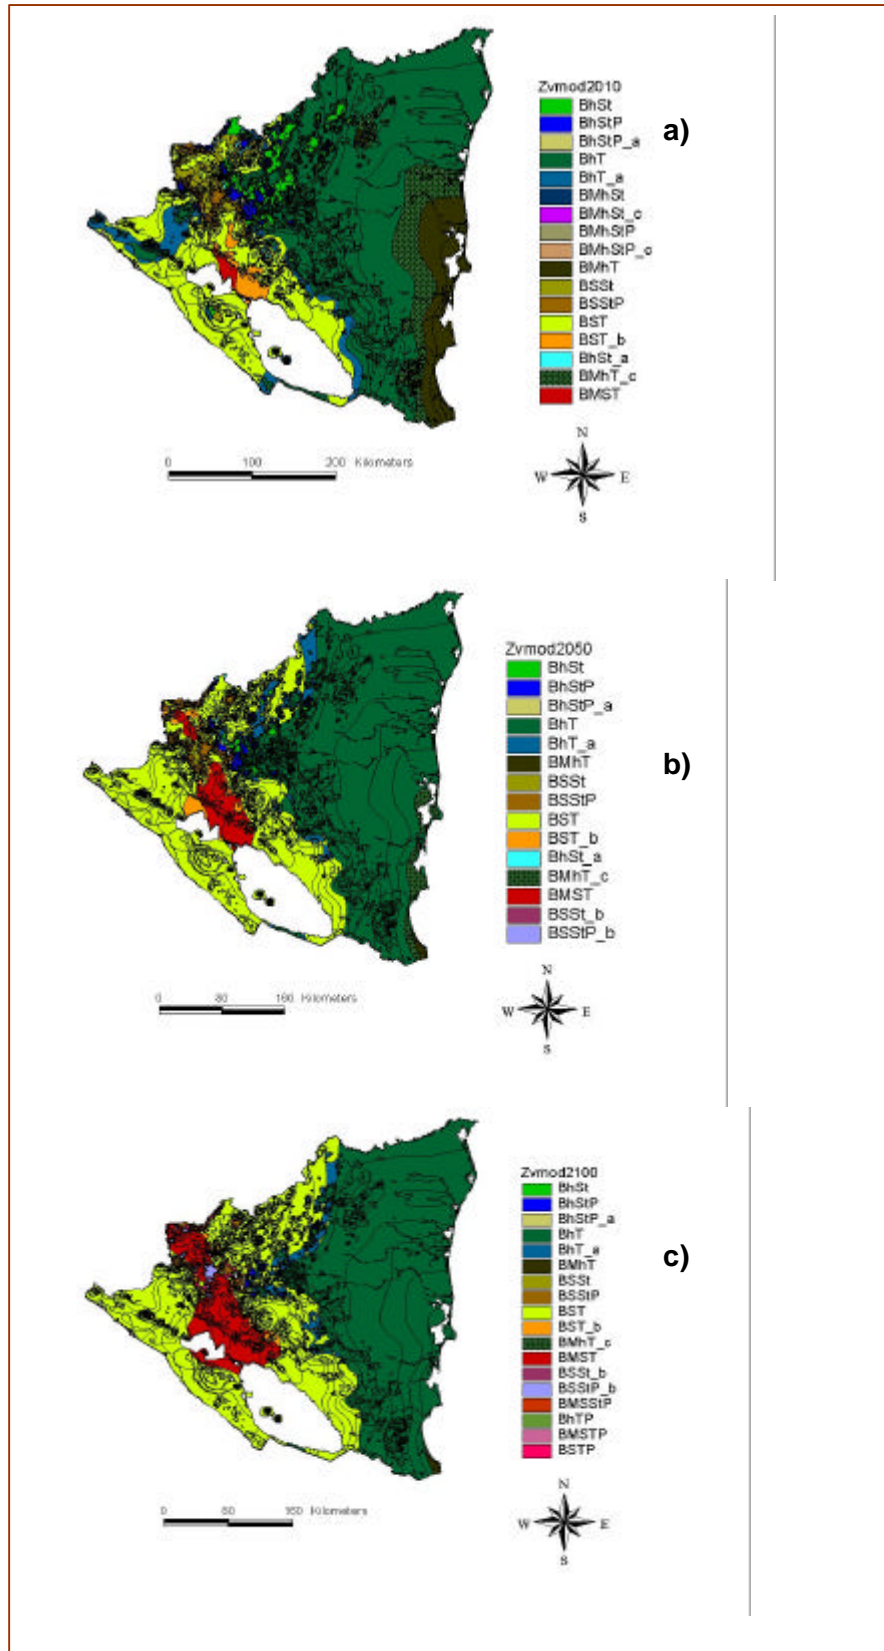 Zvmod2010
BhSt
BhStP
BhStP_a
BhT
BhT_a
BMhSt
BMhSt_c
BMhStP
BMhStP_c
BMhT
BSSt
BSStP
BST
BST_b
BhSt_a
BMhT_c
BMST
a)
0 100 200 Kilometers
N
W E
S
Zvmod2050
BhSt
BhStP
BhStP_a
BhT
BhT_a
BMhT
BSSt
BSStP
BST
BST_b
BhSt_a
BMhT_c
BMST
BSSt_b
BSStP_b
b)
0 80 160 Kilometers
N
W E
S
Zvmod2100
BhSt
BhStP
BhStP_a
BhT
BhT_a
BMhT
BSSt
BSStP
BST
BST_b
BMhT_c
BMST
BSSt_b
BSStP_b
BMSStP
BhTP
BMSTP
BSTP
c)
0 80 160 Kilometers
N
W E
S